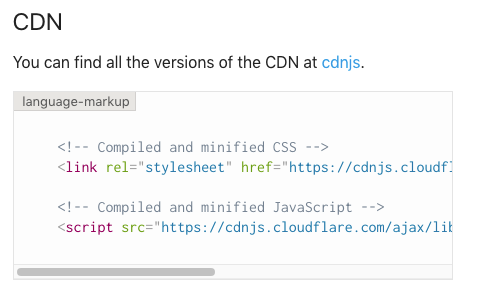 CDN
You can find all the versions of the CDN at cdnjs.
language-markup
<!-- Compiled and minified CSS -->
<link rel="stylesheet" href="https://cdnjs.cloudfl
<!-- Compiled and minified JavaScript -->
<script src="https://cdnjs.cloudflare.com/ajax/lib